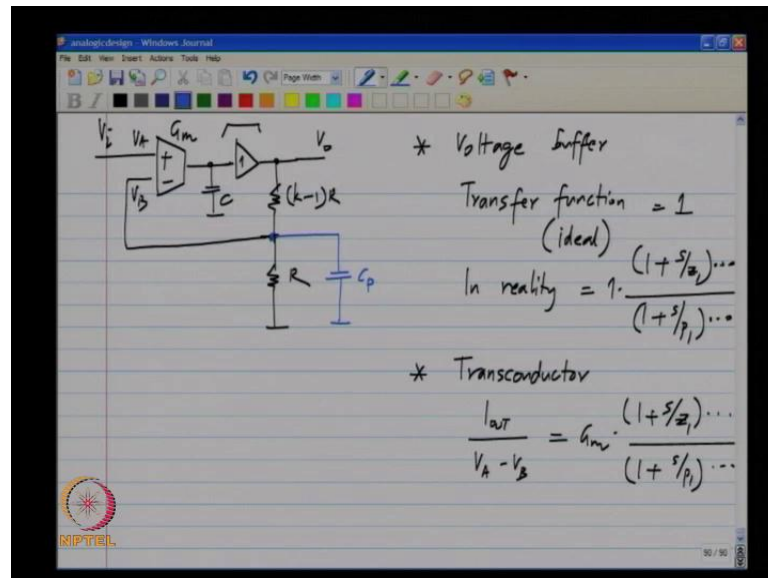 analogicdesign - Windows Journal
File Edit View Insert Actions Tools Help
Page Width
B I
Vi VA Gm
+
-
VB
1
Vo
C
(k-1)R
R
Cp
* Voltage buffer
Transfer function = 1
(ideal)
In reality = 1. (1 + s/z1)...
(1 + s/p1)...
* Transconductor
IOUT
VA - VB
= Gm . (1 + s/z1)...
(1 + s/p1)...
NPTEL
90 / 90